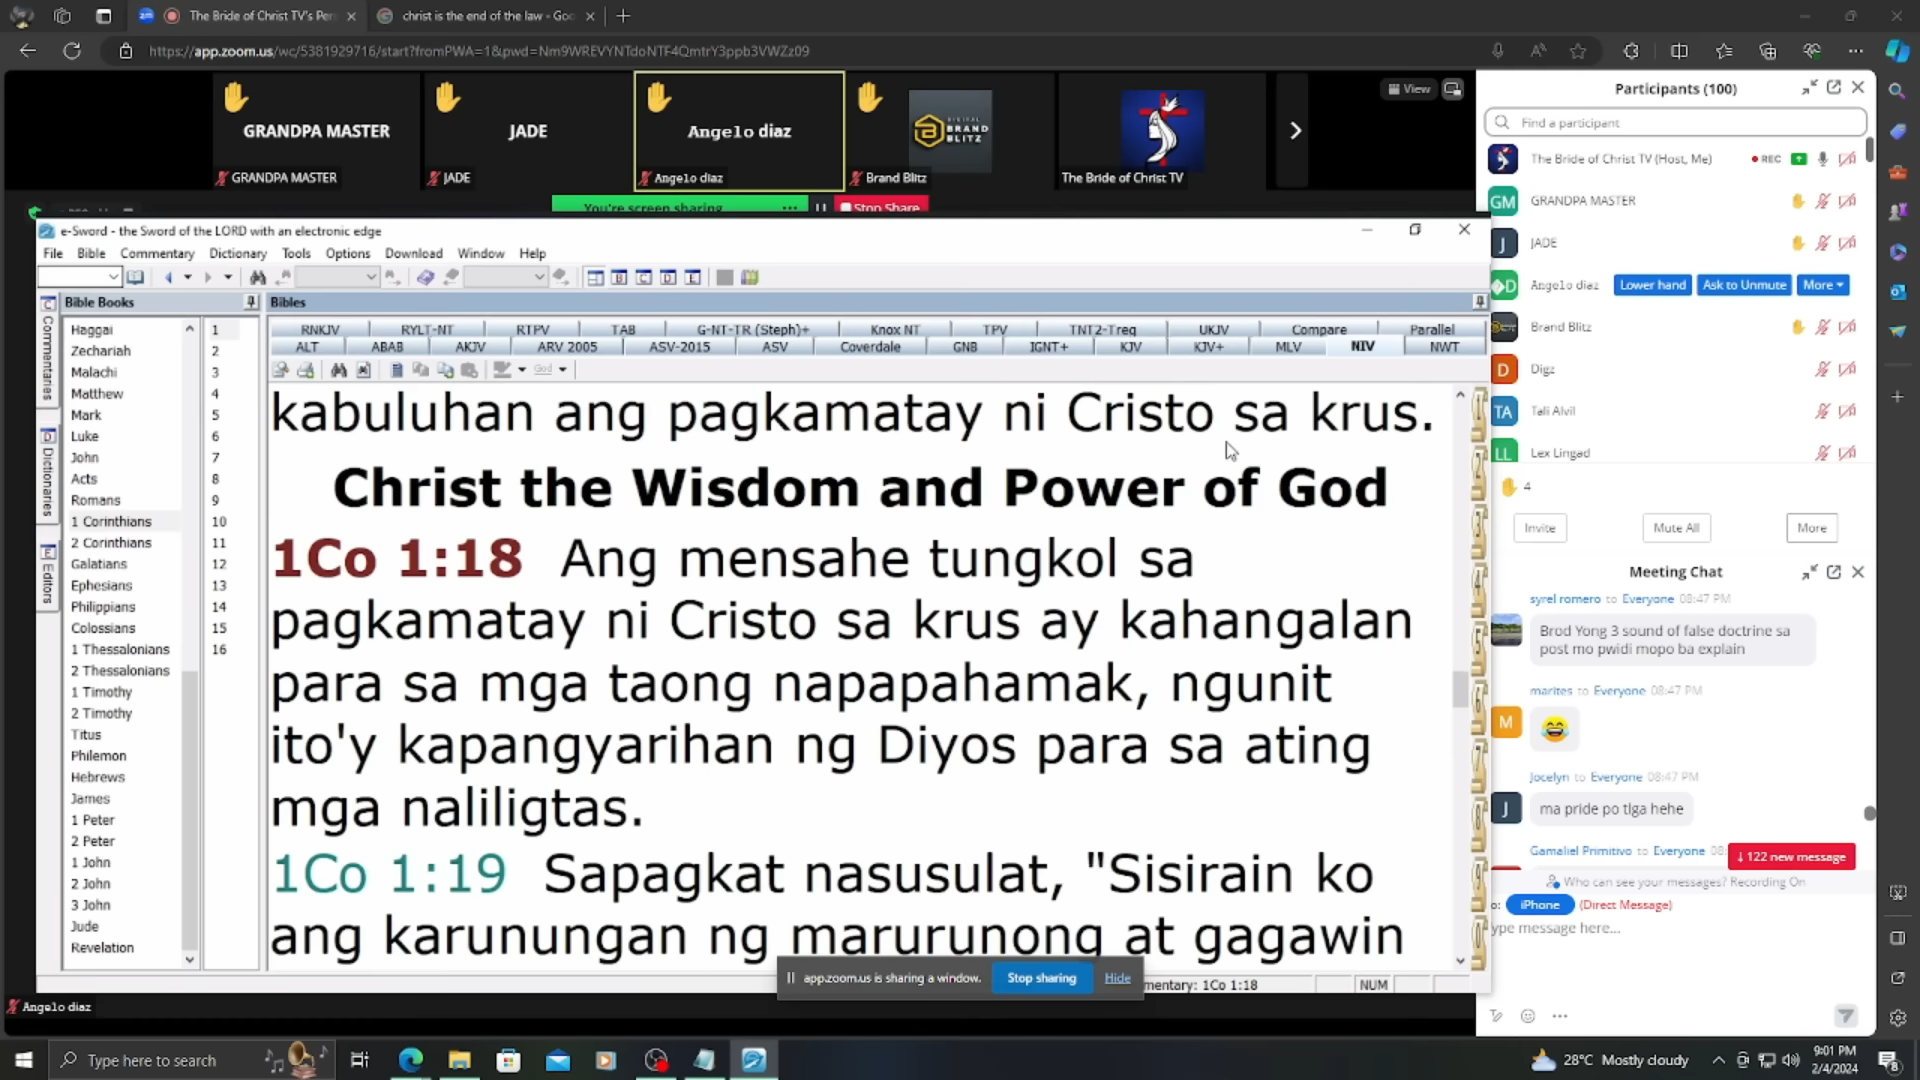 The Bride of Christ TV's Per
christ is the end of the law - Goo
https://app.zoom.us/wc/5381929716/start?fromPWA=1&pwd=Nm9WREVYNTdoNTF4QmtrY3ppb3VWZz09
GRANDPA MASTER
JADE
Angelo diaz
DIGITAL
BRAND
BLITZ
View
GRANDPA MASTER
JADE
Angelo diaz
Brand Blitz
The Bride of Christ TV
You're screen sharing
Stop Share
e-Sword - the Sword of the LORD with an electronic edge
File Bible Commentary Dictionary Tools Options Download Window Help
B C D E
Bible Books
Bibles
Commentaries
Dictionaries
Editors
Haggai
Zechariah
Malachi
Matthew
Mark
Luke
John
Acts
Romans
1 Corinthians
2 Corinthians
Galatians
Ephesians
Philippians
Colossians
1 Thessalonians
2 Thessalonians
1 Timothy
2 Timothy
Titus
Philemon
Hebrews
James
1 Peter
2 Peter
1 John
2 John
3 John
Jude
Revelation
1
2
3
4
5
6
7
8
9
10
11
12
13
14
15
16
RNKJV RYLT-NT RTPV TAB G-NT-TR (Steph)+ Knox NT TPV TNT2-Treq UKJV Compare Parallel
ALT ABAB AKJV ARV 2005 ASV-2015 ASV Coverdale GNB IGNT+ KJV KJV+ MLV NIV NWT
kabuluhan ang pagkamatay ni Cristo sa krus.
Christ the Wisdom and Power of God
1Co 1:18 Ang mensahe tungkol sa
pagkamatay ni Cristo sa krus ay kahangalan
para sa mga taong napapahamak, ngunit
ito'y kapangyarihan ng Diyos para sa ating
mga naliligtas.
1Co 1:19 Sapagkat nasusulat, "Sisirain ko
ang karunungan ng marurunong at gagawin
app.zoom.us is sharing a window. Stop sharing Hide
mentary: 1Co 1:18
NUM
Angelo diaz
Participants (100)
Find a participant
The Bride of Christ TV (Host, Me) REC
GM GRANDPA MASTER
J JADE
D Angelo diaz Lower hand Ask to Unmute More
Brand Blitz
D Digz
TA Tali Alvil
LL Lex Lingad
4
Invite Mute All More
Meeting Chat
syrel romero to Everyone 08:47 PM
Brod Yong 3 sound of false doctrine sa
post mo pwidi mopo ba explain
marites to Everyone 08:47 PM
M
Jocelyn to Everyone 08:47 PM
J ma pride po tlga hehe
Gamaliel Primitivo to Everyone 08:
122 new message
Who can see your messages? Recording On
o: iPhone (Direct Message)
ype message here...
Type here to search
28°C Mostly cloudy
9:01 PM
2/4/2024
8